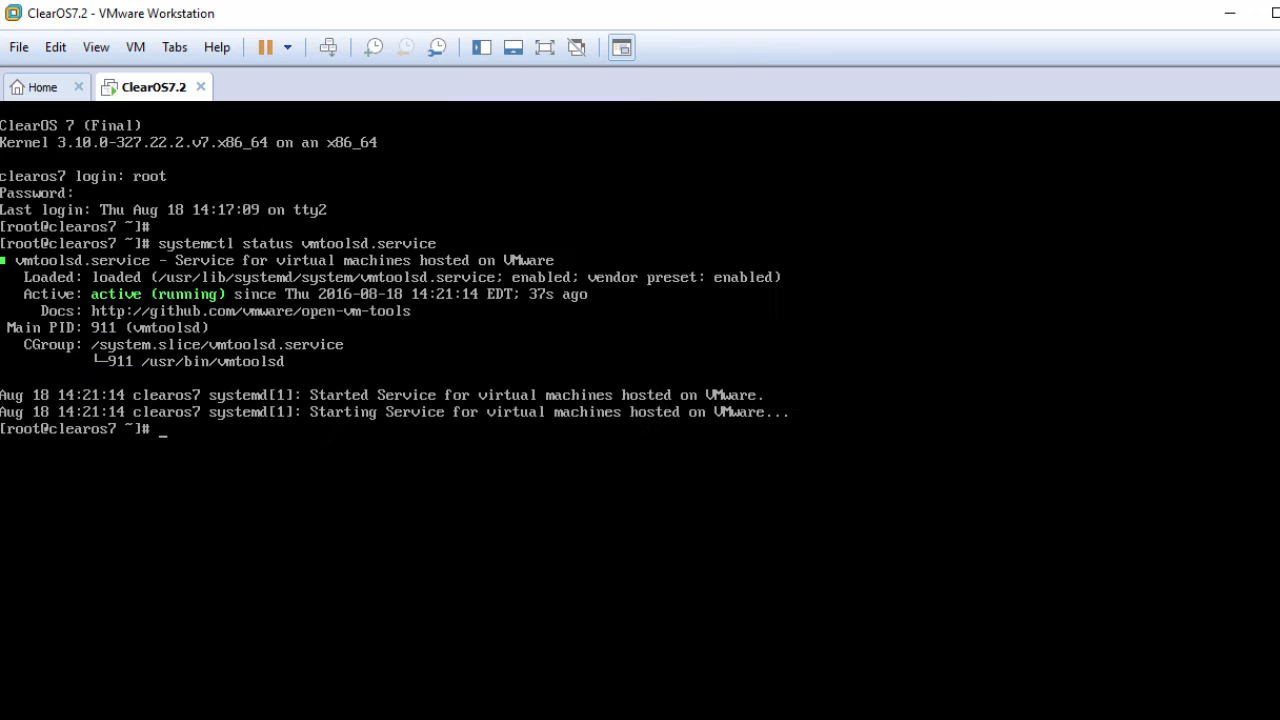 ClearOS7.2 - VMware Workstation
File Edit View VM Tabs Help
Home ClearOS7.2
ClearOS 7 (Final)
Kernel 3.10.0-327.22.2.v7.x86_64 on an x86_64
clearos7 login: root
Password:
Last login: Thu Aug 18 14:17:09 on tty2
[root@clearos7 ~]#
[root@clearos7 ~]# systemctl status vmtoolsd.service
vmtoolsd.service - Service for virtual machines hosted on VMware
Loaded: loaded (/usr/lib/systemd/system/vmtoolsd.service; enabled; vendor preset: enabled)
Active: active (running) since Thu 2016-08-18 14:21:14 EDT; 37s ago
Docs: http://github.com/vmware/open-vm-tools
Main PID: 911 (vmtoolsd)
CGroup: /system.slice/vmtoolsd.service
└─911 /usr/bin/vmtoolsd
Aug 18 14:21:14 clearos7 systemd[1]: Started Service for virtual machines hosted on VMware.
Aug 18 14:21:14 clearos7 systemd[1]: Starting Service for virtual machines hosted on VMware...
[root@clearos7 ~]# _